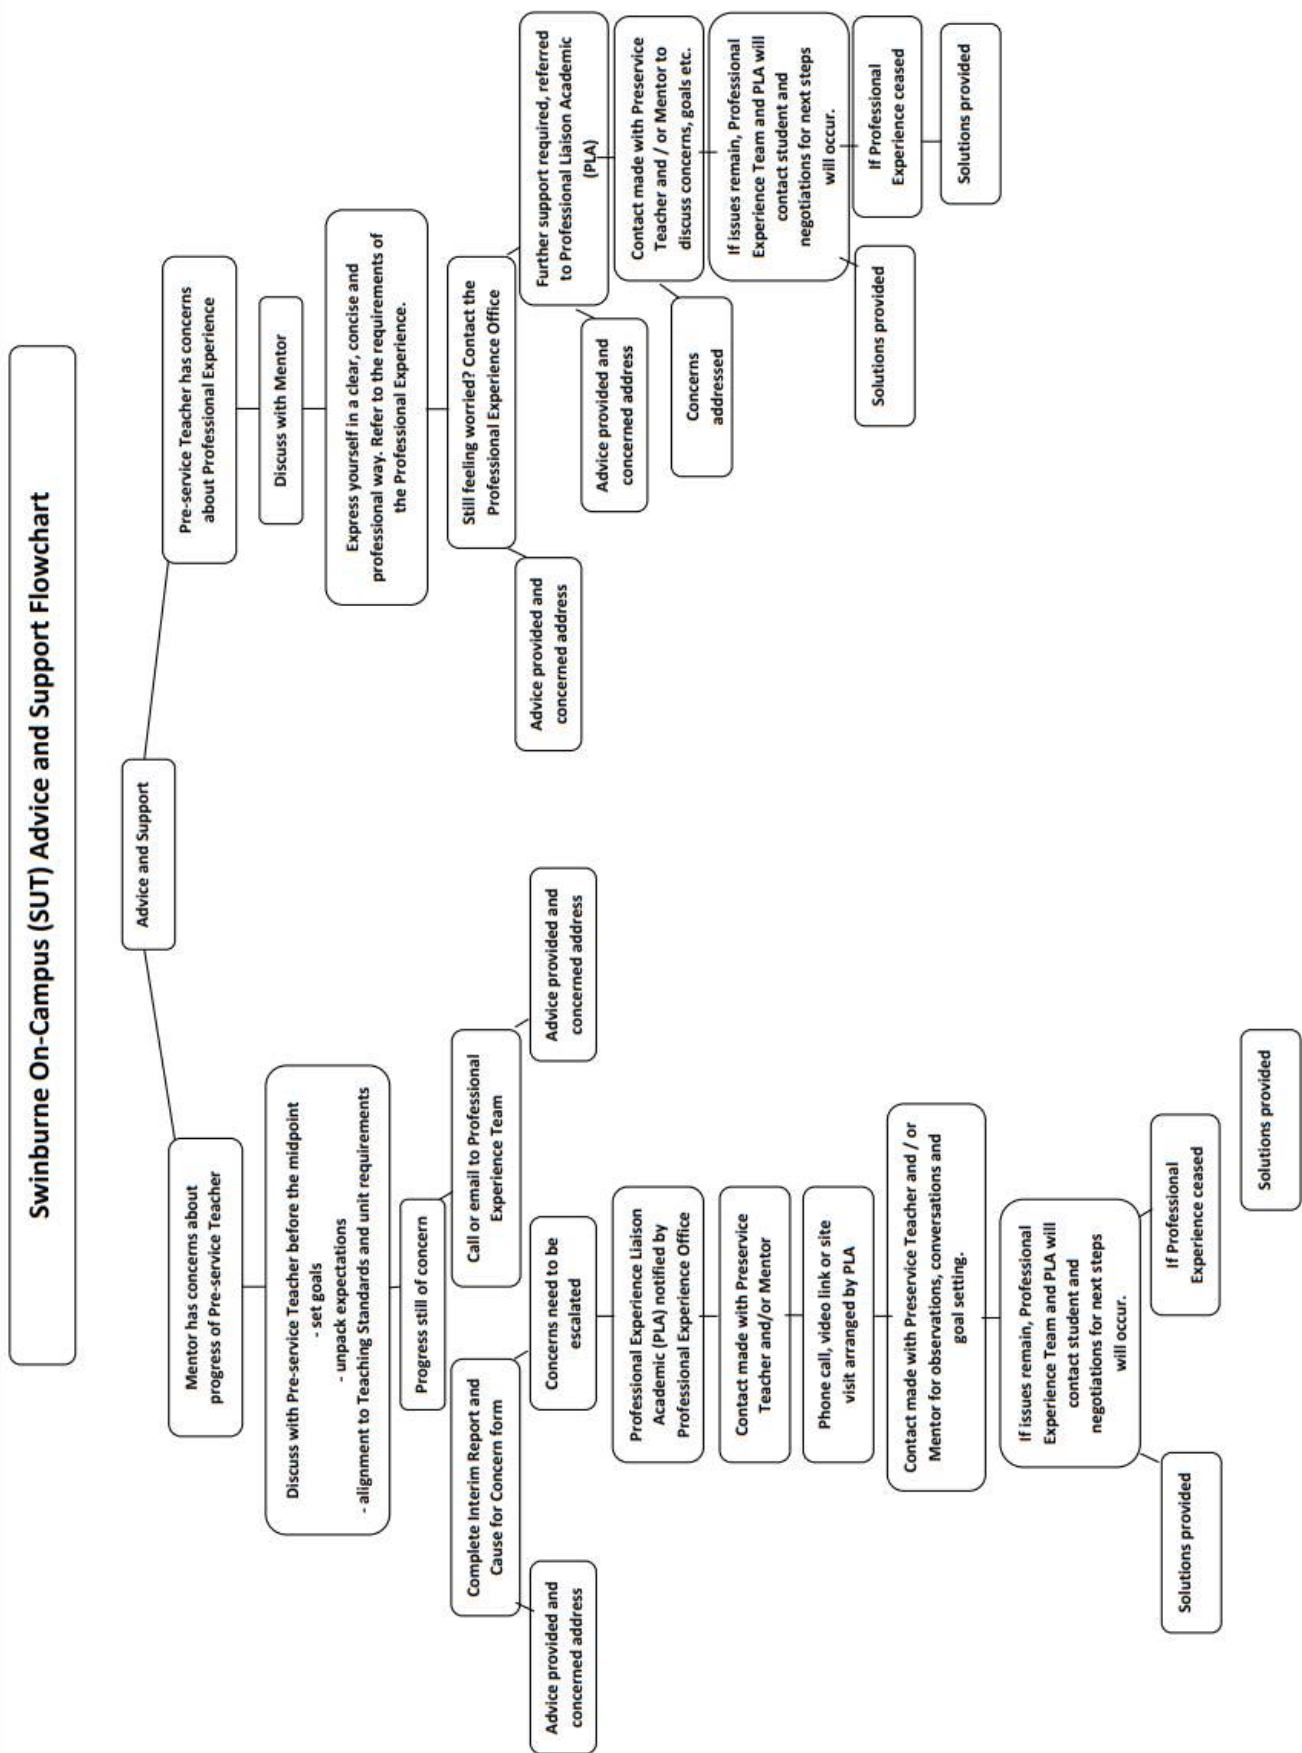 Swinburne On-Campus (SUT) Advice and Support Flowchart
Advice and Support
Mentor has concerns about
progress of Pre-service Teacher
Discuss with Pre-service Teacher before the midpoint
- set goals
- unpack expectations
- alignment to Teaching Standards and unit requirements
Progress still of concern
Complete Interim Report and
Cause for Concern form
Call or email to Professional
Experience Team
Advice provided and
concerned address
Concerns need to be
escalated
Advice provided and
concerned address
Professional Experience Liaison
Academic (PLA) notified by
Professional Experience Office
Contact made with Preservice
Teacher and/or Mentor
Phone call, video link or site
visit arranged by PLA
Contact made with Preservice Teacher and / or
Mentor for observations, conversations and
goal setting.
If issues remain, Professional
Experience Team and PLA will
contact student and
negotiations for next steps
will occur.
Solutions provided
If Professional
Experience ceased
Solutions provided
Pre-service Teacher has concerns
about Professional Experience
Discuss with Mentor
Express yourself in a clear, concise and
professional way. Refer to the requirements of
the Professional Experience.
Still feeling worried? Contact the
Professional Experience Office
Advice provided and
concerned address
Further support required, referred
to Professional Liaison Academic
(PLA)
Advice provided and
concerned address
Contact made with Preservice
Teacher and / or Mentor to
discuss concerns, goals etc.
Concerns
addressed
If issues remain, Professional
Experience Team and PLA will
contact student and
negotiations for next steps
will occur.
Solutions provided
If Professional
Experience ceased
Solutions provided